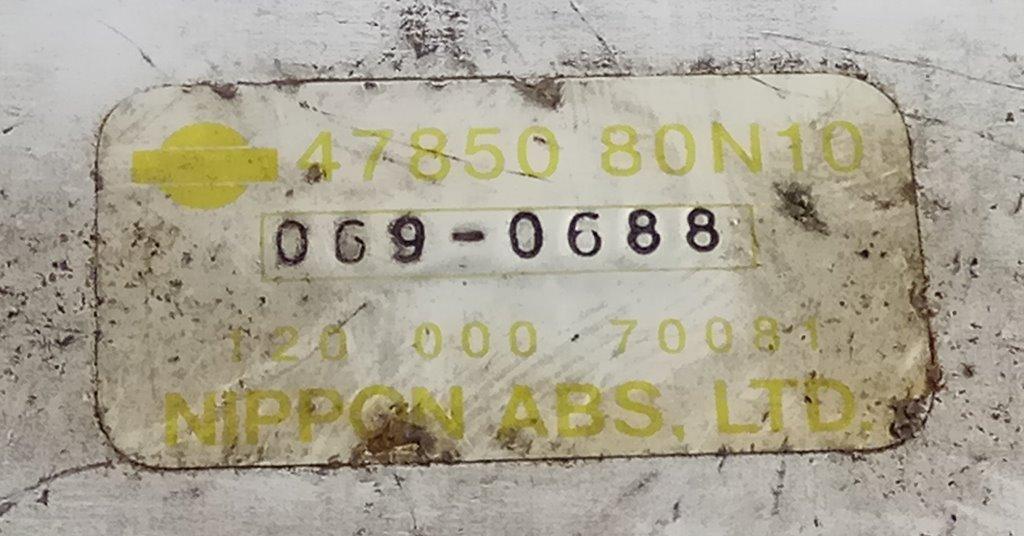 47850 80N10
069-0688
120 000 70081
NIPPON ABS, LTD.